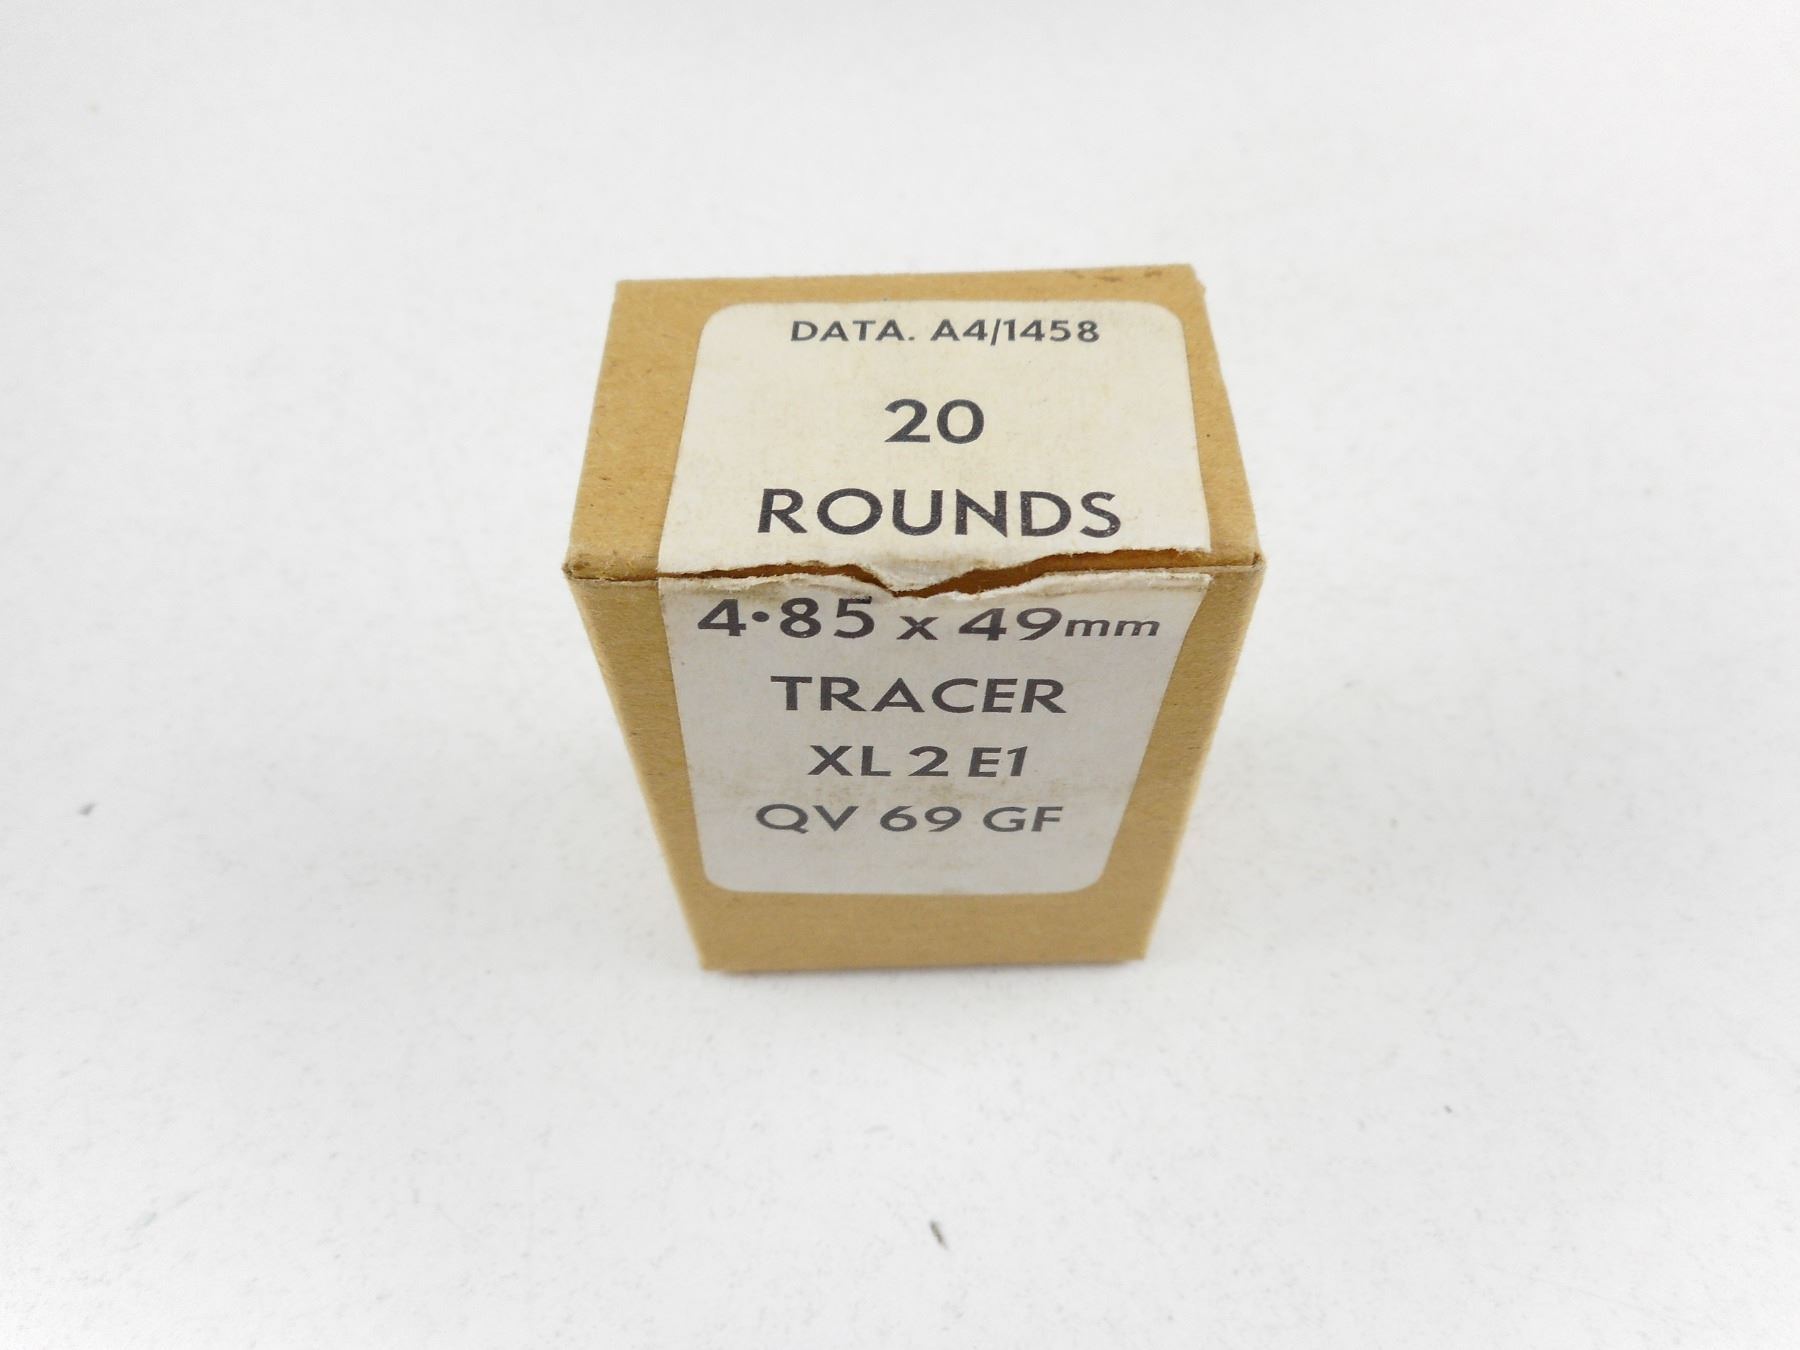 DATA. A4/1458
20
ROUNDS
4·85 x 49mm
TRACER
XL 2 E1
QV 69 GF